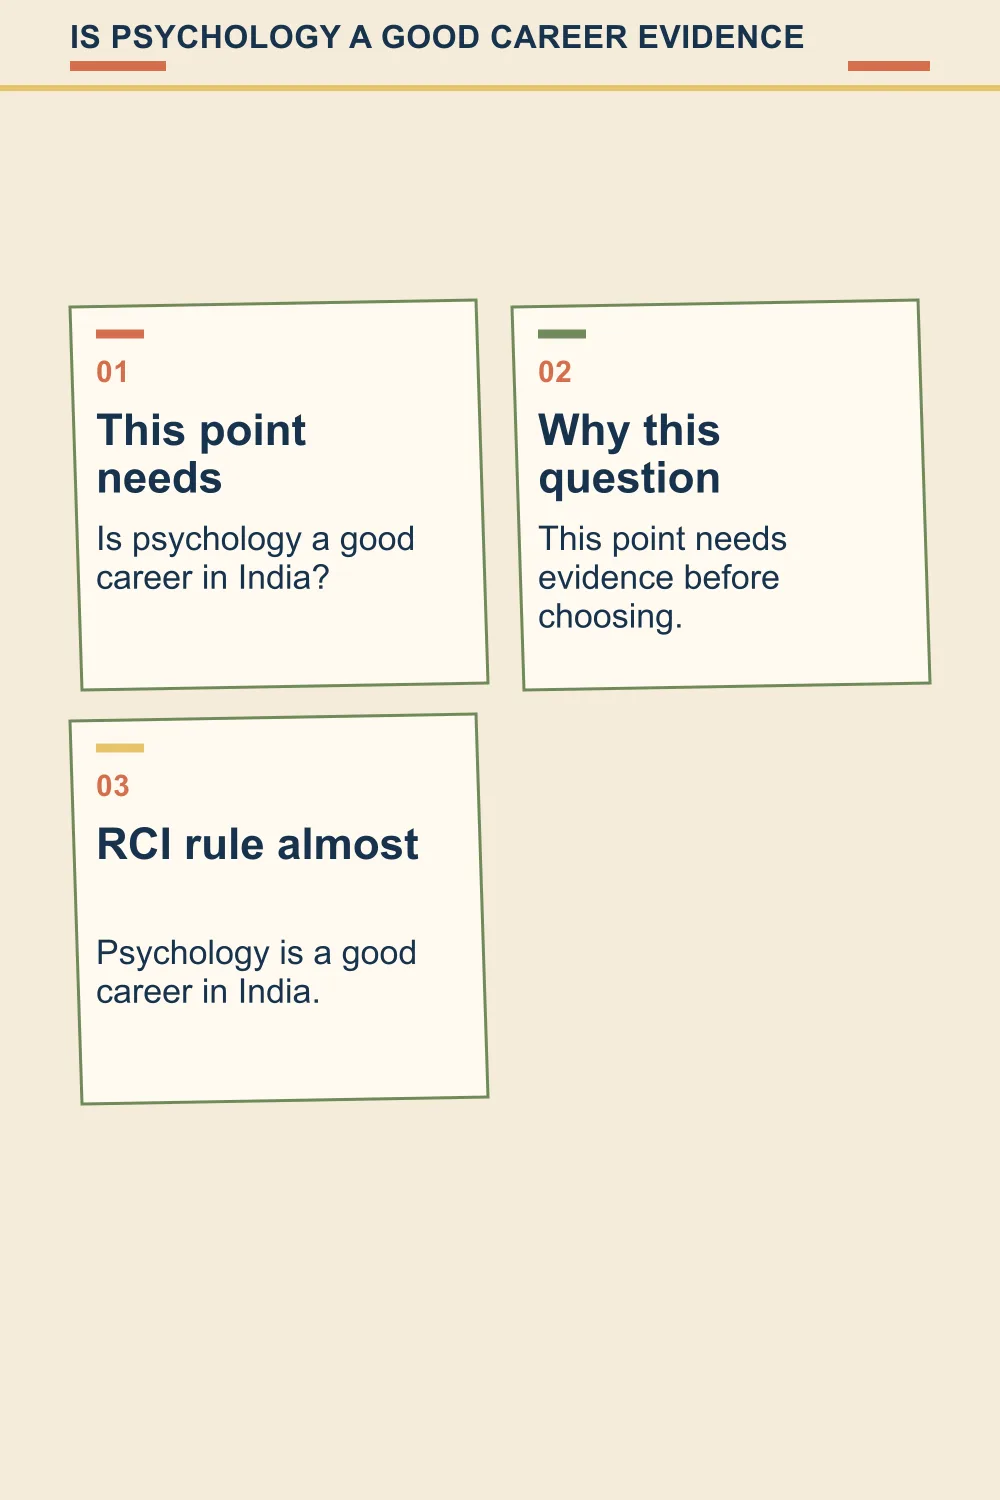 IS PSYCHOLOGY A GOOD CAREER EVIDENCE
01
This point
needs
Is psychology a good
career in India?
02
Why this
question
This point needs
evidence before
choosing.
03
RCI rule almost
Psychology is a good
career in India.